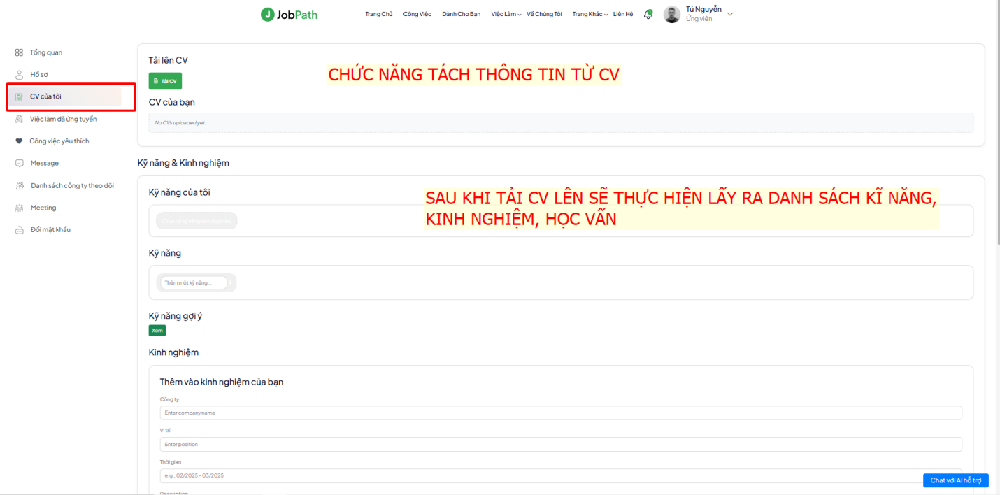 JobPath
Trang Chủ Công Việc Dành Cho Bạn Việc Làm Về Chúng Tôi Trang Khác Liên Hệ
Tú Nguyễn
Ứng viên
Tổng quan
Hồ sơ
CV của tôi
Việc làm đã ứng tuyển
Công việc yêu thích
Message
Danh sách công ty theo dõi
Meeting
Đổi mật khẩu
Tải lên CV
CHỨC NĂNG TÁCH THÔNG TIN TỪ CV
TẢI CV
CV của bạn
No CVs uploaded yet.
Kỹ năng & Kinh nghiệm
Kỹ năng của tôi
SAU KHI TẢI CV LÊN SẼ THỰC HIỆN LẤY RA DANH SÁCH KĨ NĂNG,
KINH NGHIỆM, HỌC VẤN
Kỹ năng
Thêm một kỹ năng...
Kỹ năng gợi ý
Xem
Kinh nghiệm
Thêm vào kinh nghiệm của bạn
Công ty
Enter company name
Vị trí
Enter position
Thời gian
e.g., 02/2025 - 03/2025
Description
Chat với AI hỗ trợ